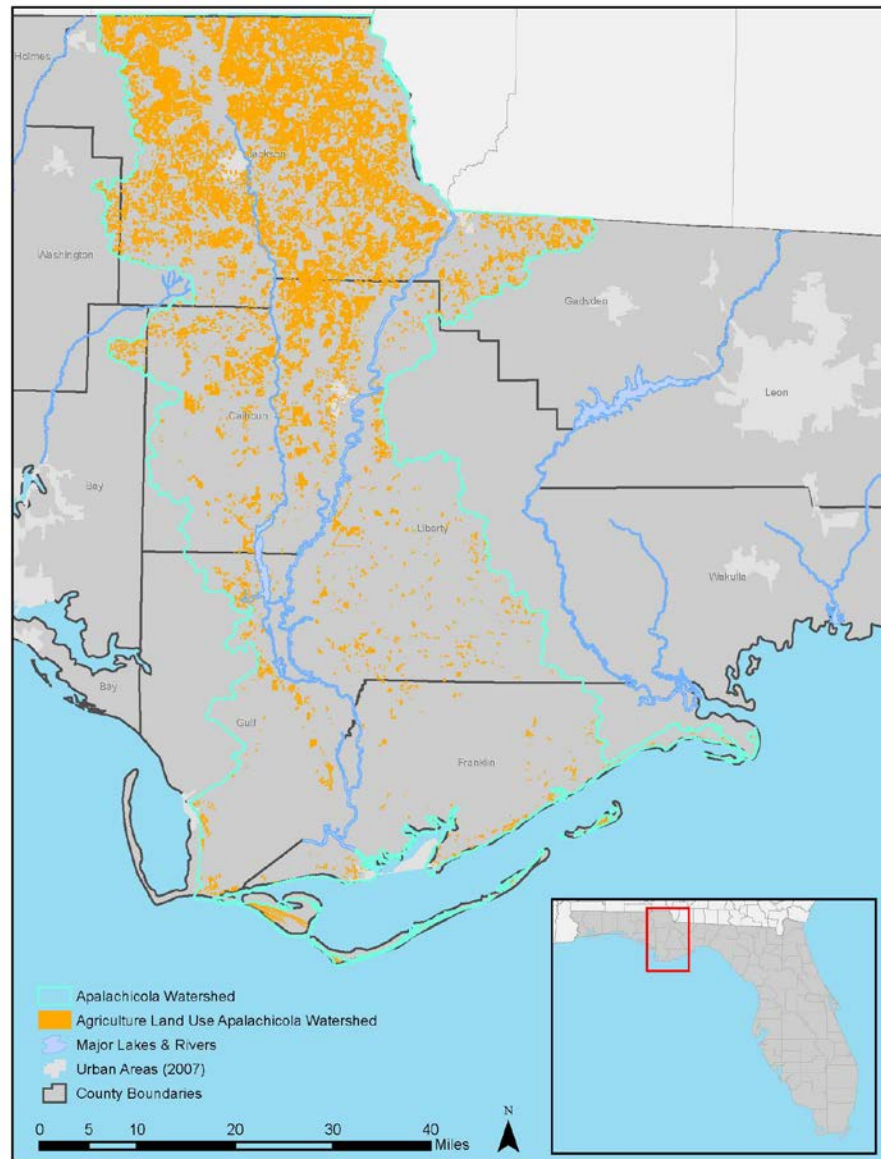 Holmes
Jackson
Washington
Gadsden
Leon
Calhoun
Bay
Liberty
Wakulla
Bay
Gulf
Franklin
Apalachicola Watershed
Agriculture Land Use Apalachicola Watershed
Major Lakes & Rivers
Urban Areas (2007)
County Boundaries
N
0 5 10 20 30 40
Miles